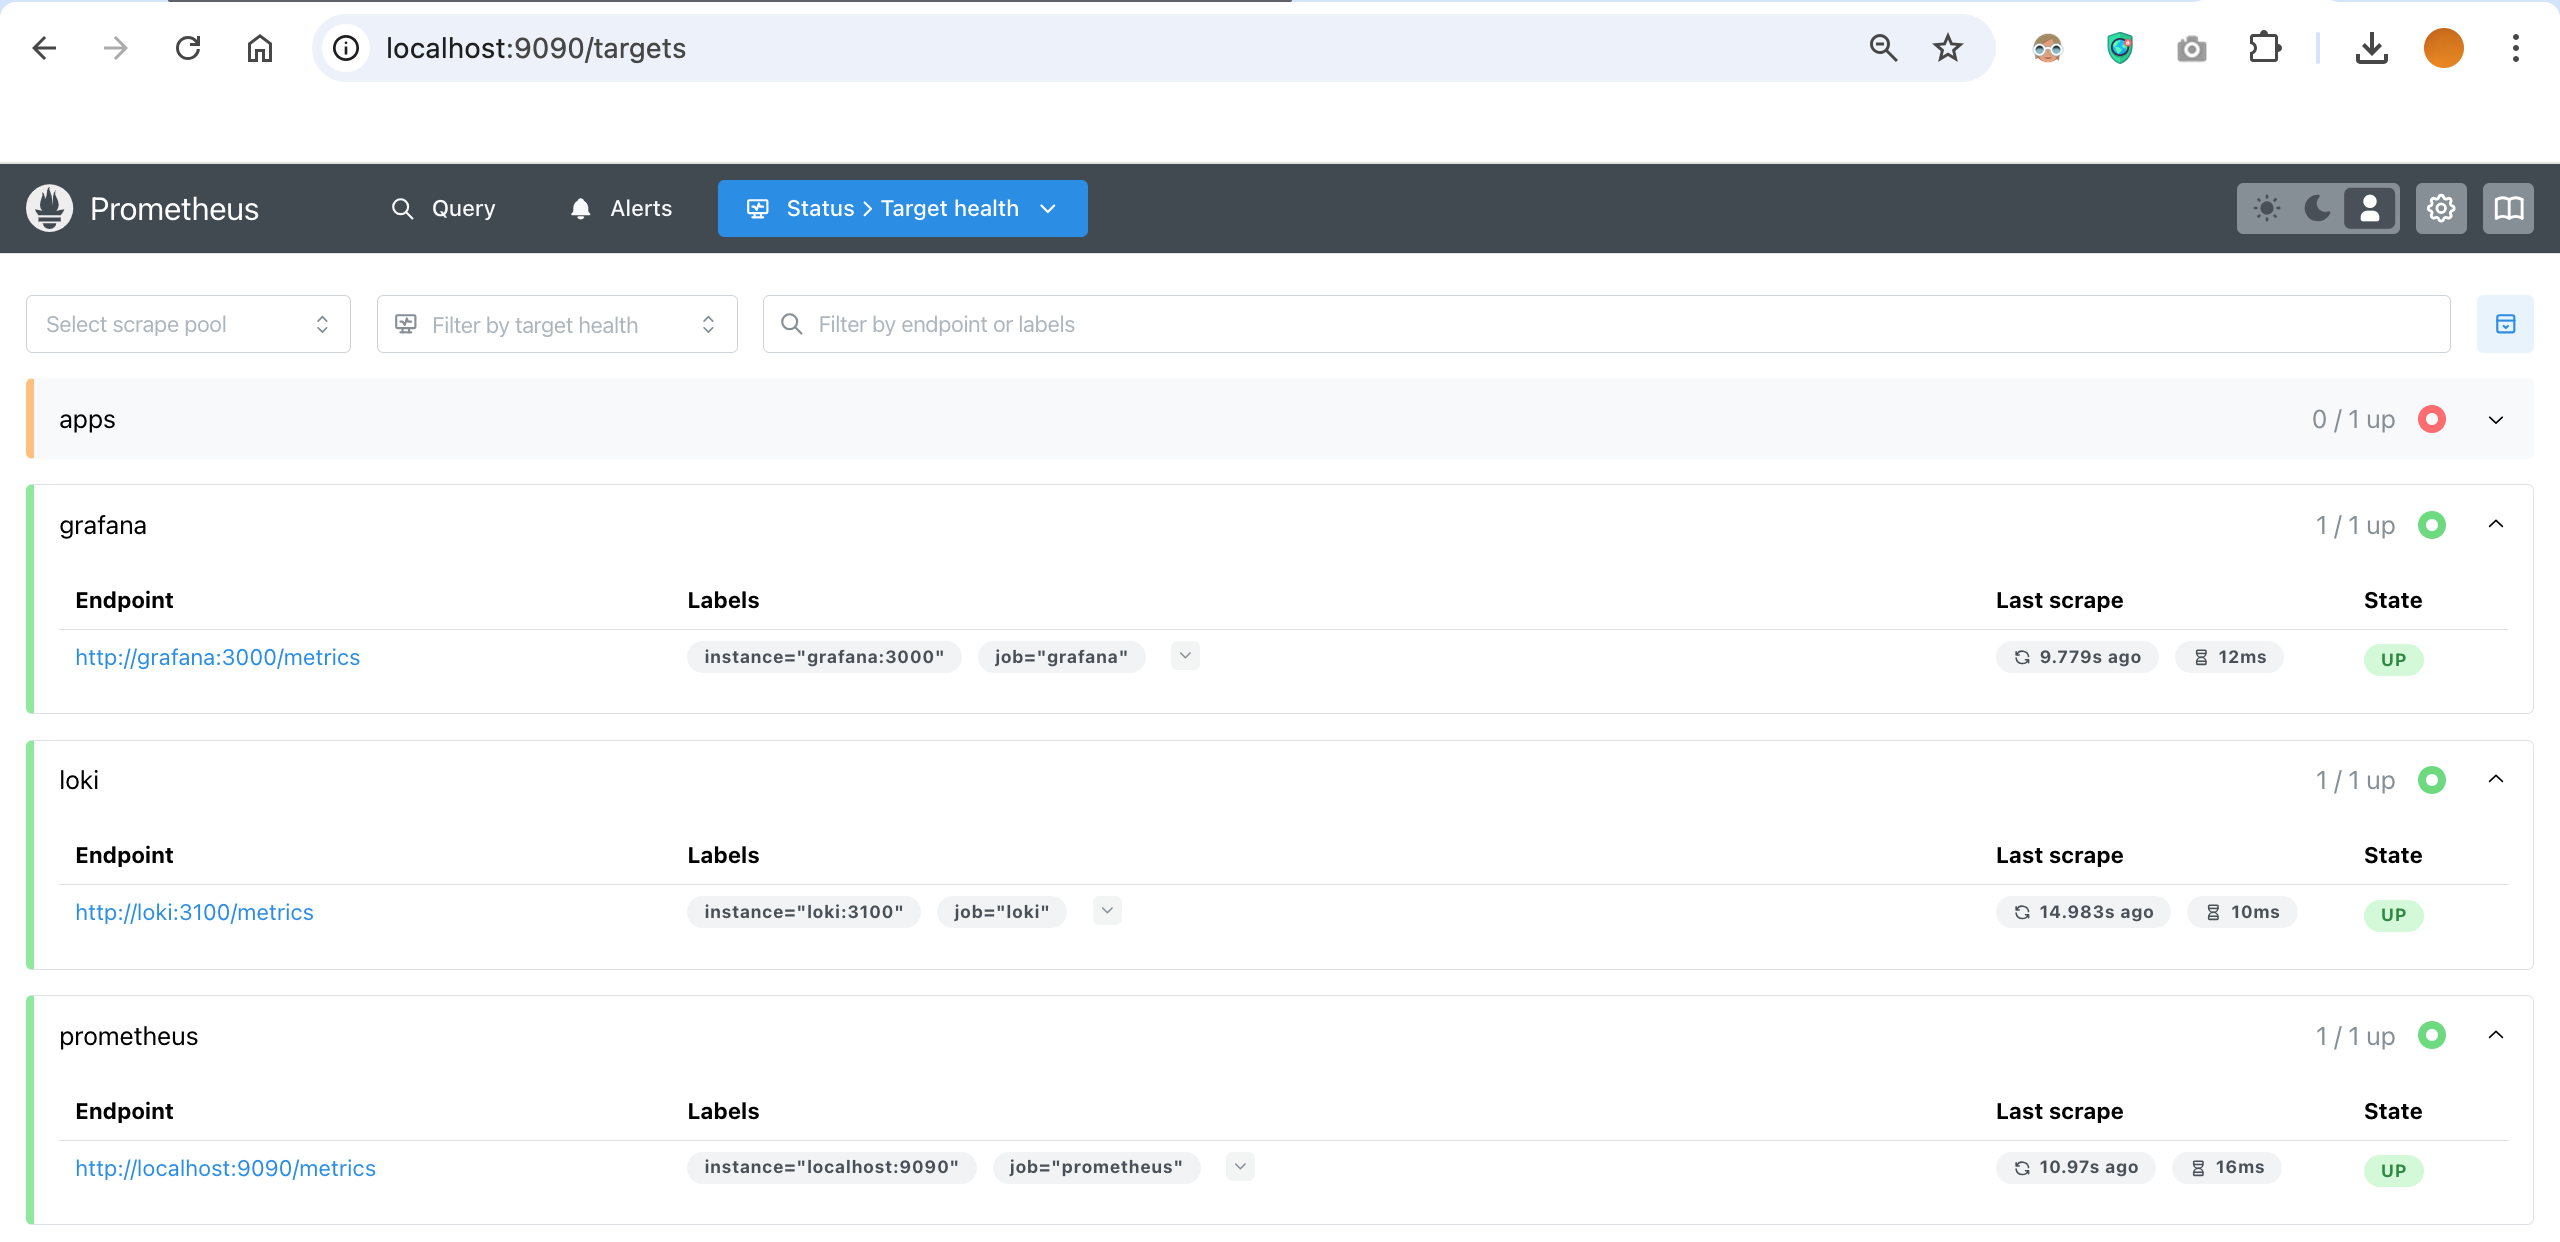 localhost:9090/targets
Prometheus Query Alerts Status > Target health
Select scrape pool Filter by target health Filter by endpoint or labels
apps 0 / 1 up
grafana 1 / 1 up
Endpoint Labels Last scrape State
http://grafana:3000/metrics instance="grafana:3000" job="grafana" 9.779s ago 12ms UP
loki 1 / 1 up
Endpoint Labels Last scrape State
http://loki:3100/metrics instance="loki:3100" job="loki" 14.983s ago 10ms UP
prometheus 1 / 1 up
Endpoint Labels Last scrape State
http://localhost:9090/metrics instance="localhost:9090" job="prometheus" 10.97s ago 16ms UP